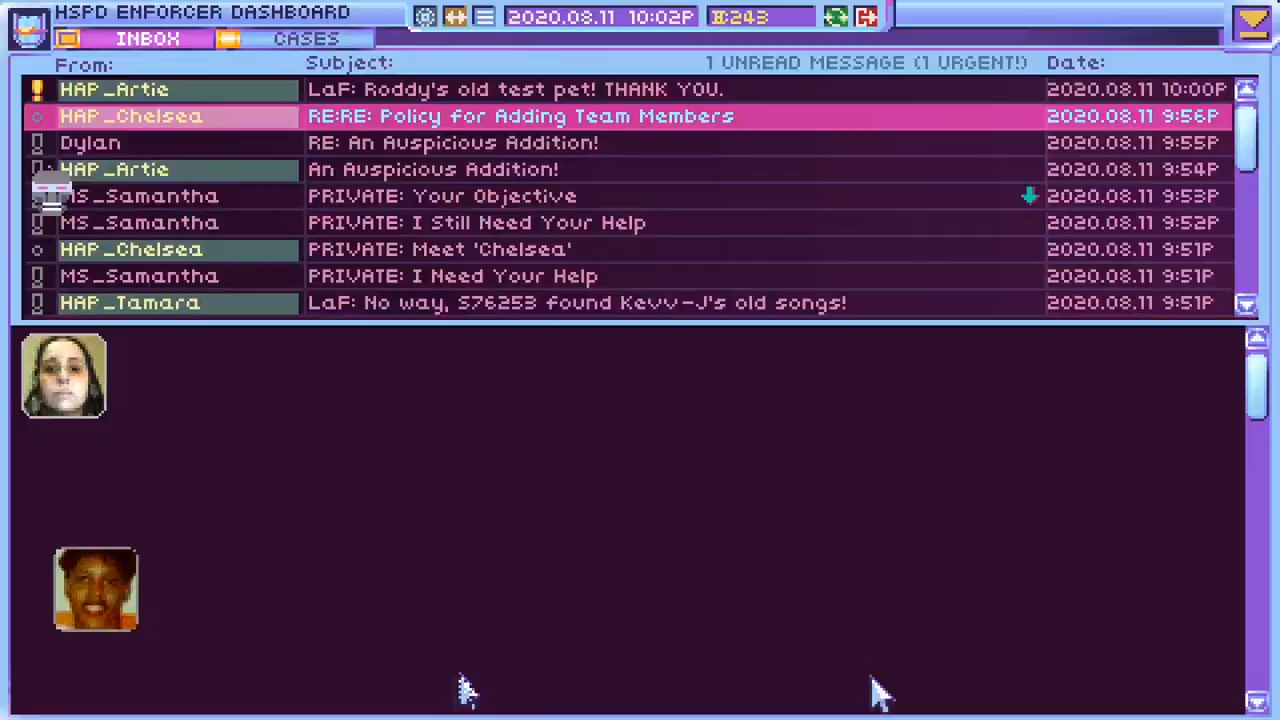 HSPD ENFORCER DASHBOARD
2020.08.11 10:02P
243
INBOX
CASES
From:
Subject:
1 UNREAD MESSAGE (1 URGENT!)
Date:
HAP_Artie LaF: Roddy's old test pet! THANK YOU. 2020.08.11 10:00P
HAP_Chelsea RE:RE: Policy for Adding Team Members 2020.08.11 9:56P
Dylan RE: An Auspicious Addition! 2020.08.11 9:55P
HAP_Artie An Auspicious Addition! 2020.08.11 9:54P
MS_Samantha PRIVATE: Your Objective 2020.08.11 9:53P
MS_Samantha PRIVATE: I Still Need Your Help 2020.08.11 9:52P
HAP_Chelsea PRIVATE: Meet 'Chelsea' 2020.08.11 9:51P
MS_Samantha PRIVATE: I Need Your Help 2020.08.11 9:51P
HAP_Tamara LaF: No way, S76253 found Kevv-J's old songs! 2020.08.11 9:51P